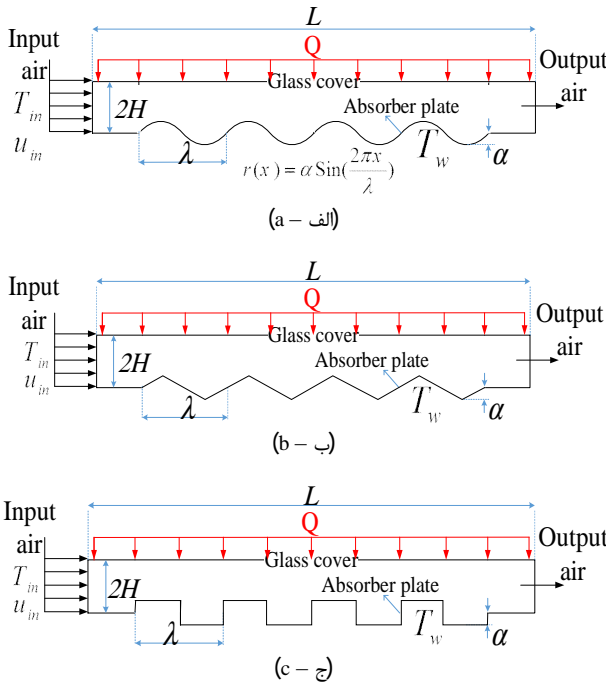 L
Input air
Q
Output air
Glass cover
T_in
2H
Absorber plate
u_in
λ
T_w
α
r(x) = α Sin(2πx/λ)
(الف – a)
L
Input air
Q
Output air
Glass cover
T_in
2H
Absorber plate
u_in
λ
T_w
α
(ب – b)
L
Input air
Q
Output air
Glass cover
T_in
2H
Absorber plate
u_in
λ
T_w
α
(ج – c)